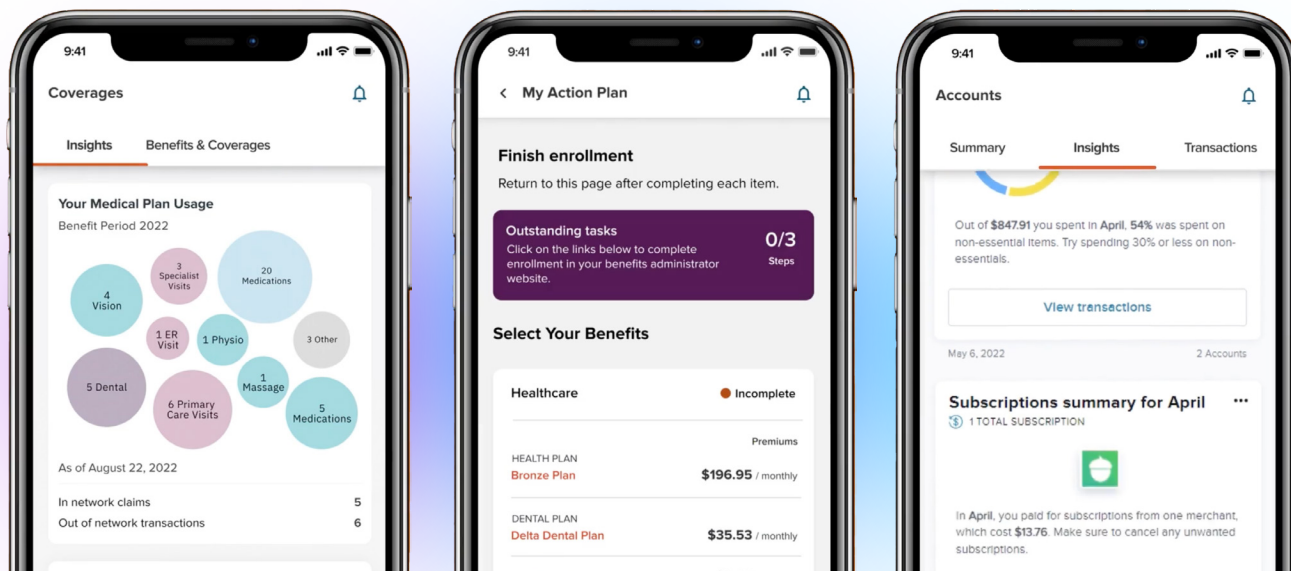 9:41
Coverages
Insights
Benefits & Coverages
Your Medical Plan Usage
Benefit Period 2022
3
Specialist
Visits
20
Medications
4
Vision
1 ER
Visit
1 Physio
3 Other
5 Dental
1
Massage
6 Primary
Care Visits
5
Medications
As of August 22, 2022
In network claims 5
Out of network transactions 6
9:41
My Action Plan
Finish enrollment
Return to this page after completing each item.
Outstanding tasks
Click on the links below to complete
enrollment in your benefits administrator
website.
0/3
Steps
Select Your Benefits
Healthcare
Incomplete
Premiums
HEALTH PLAN
Bronze Plan
$196.95 / monthly
DENTAL PLAN
Delta Dental Plan
$35.53 / monthly
9:41
Accounts
Summary
Insights
Transactions
Out of $847.91 you spent in April, 54% was spent on
non-essential items. Try spending 30% or less on non-
essentials.
View transactions
May 6, 2022
2 Accounts
Subscriptions summary for April
1 TOTAL SUBSCRIPTION
In April, you paid for subscriptions from one merchant,
which cost $13.76. Make sure to cancel any unwanted
subscriptions.